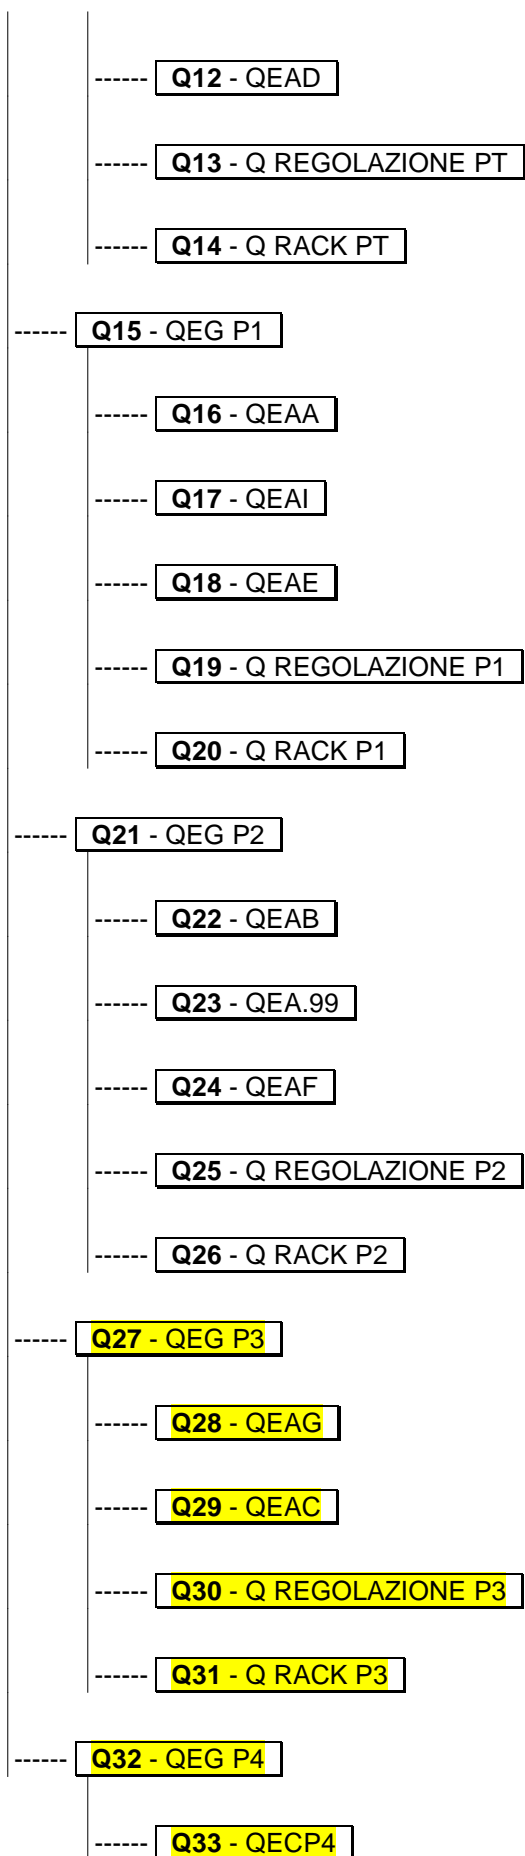 ------ Q12 - QEAD
------ Q13 - Q REGOLAZIONE PT
------ Q14 - Q RACK PT
------ Q15 - QEG P1
------ Q16 - QEAA
------ Q17 - QEAI
------ Q18 - QEAE
------ Q19 - Q REGOLAZIONE P1
------ Q20 - Q RACK P1
------ Q21 - QEG P2
------ Q22 - QEAB
------ Q23 - QEA.99
------ Q24 - QEAF
------ Q25 - Q REGOLAZIONE P2
------ Q26 - Q RACK P2
------ Q27 - QEG P3
------ Q28 - QEAG
------ Q29 - QEAC
------ Q30 - Q REGOLAZIONE P3
------ Q31 - Q RACK P3
------ Q32 - QEG P4
------ Q33 - QECP4